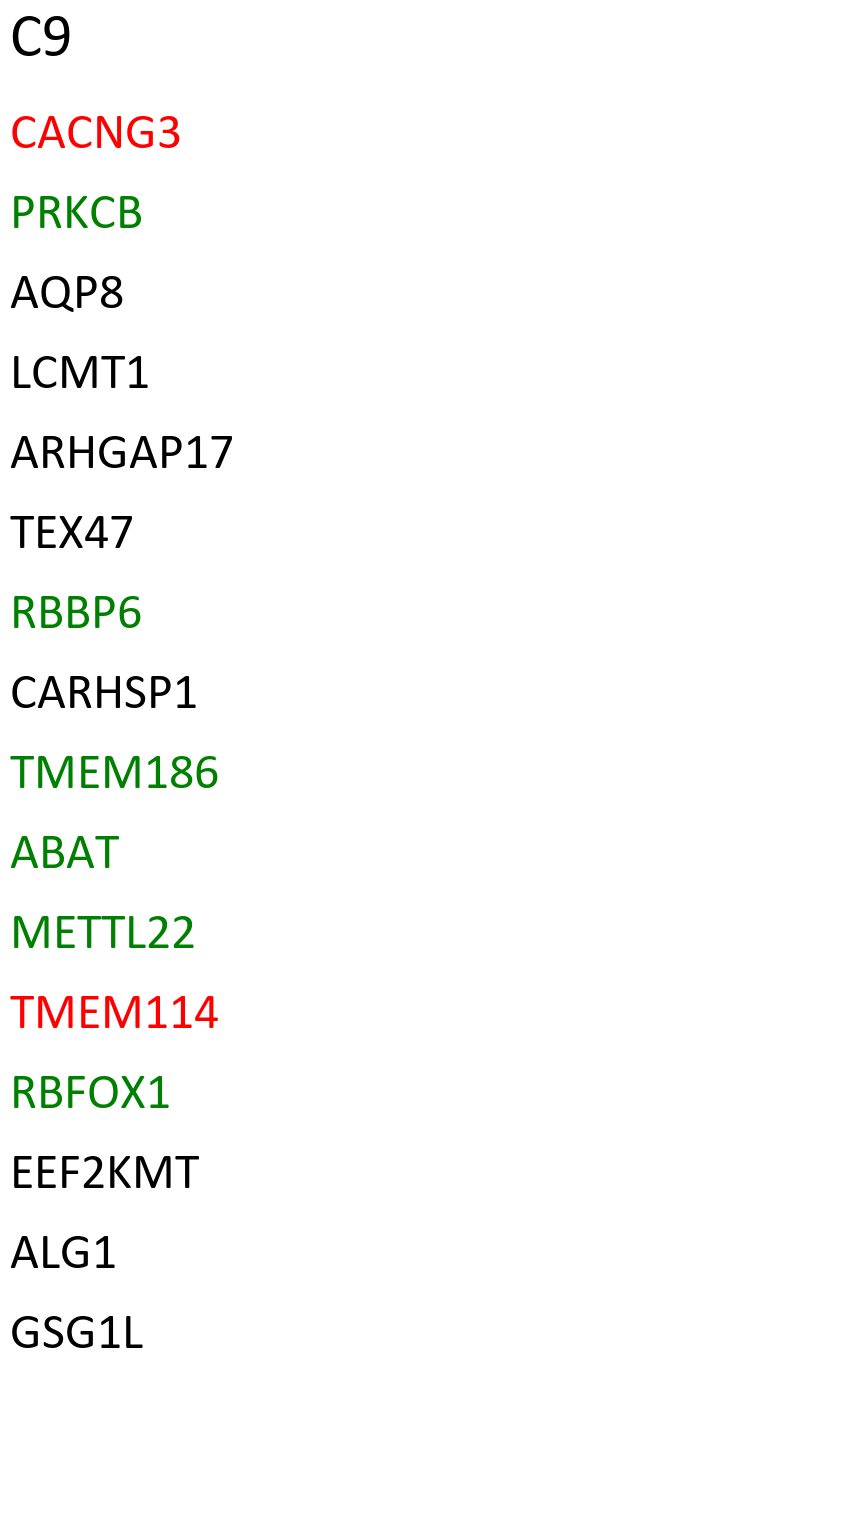 C9
CACNG3
PRKCB
AQP8
LCMT1
ARHGAP17
TEX47
RBBP6
CARHSP1
TMEM186
ABAT
METTL22
TMEM114
RBFOX1
EEF2KMT
ALG1
GSG1L